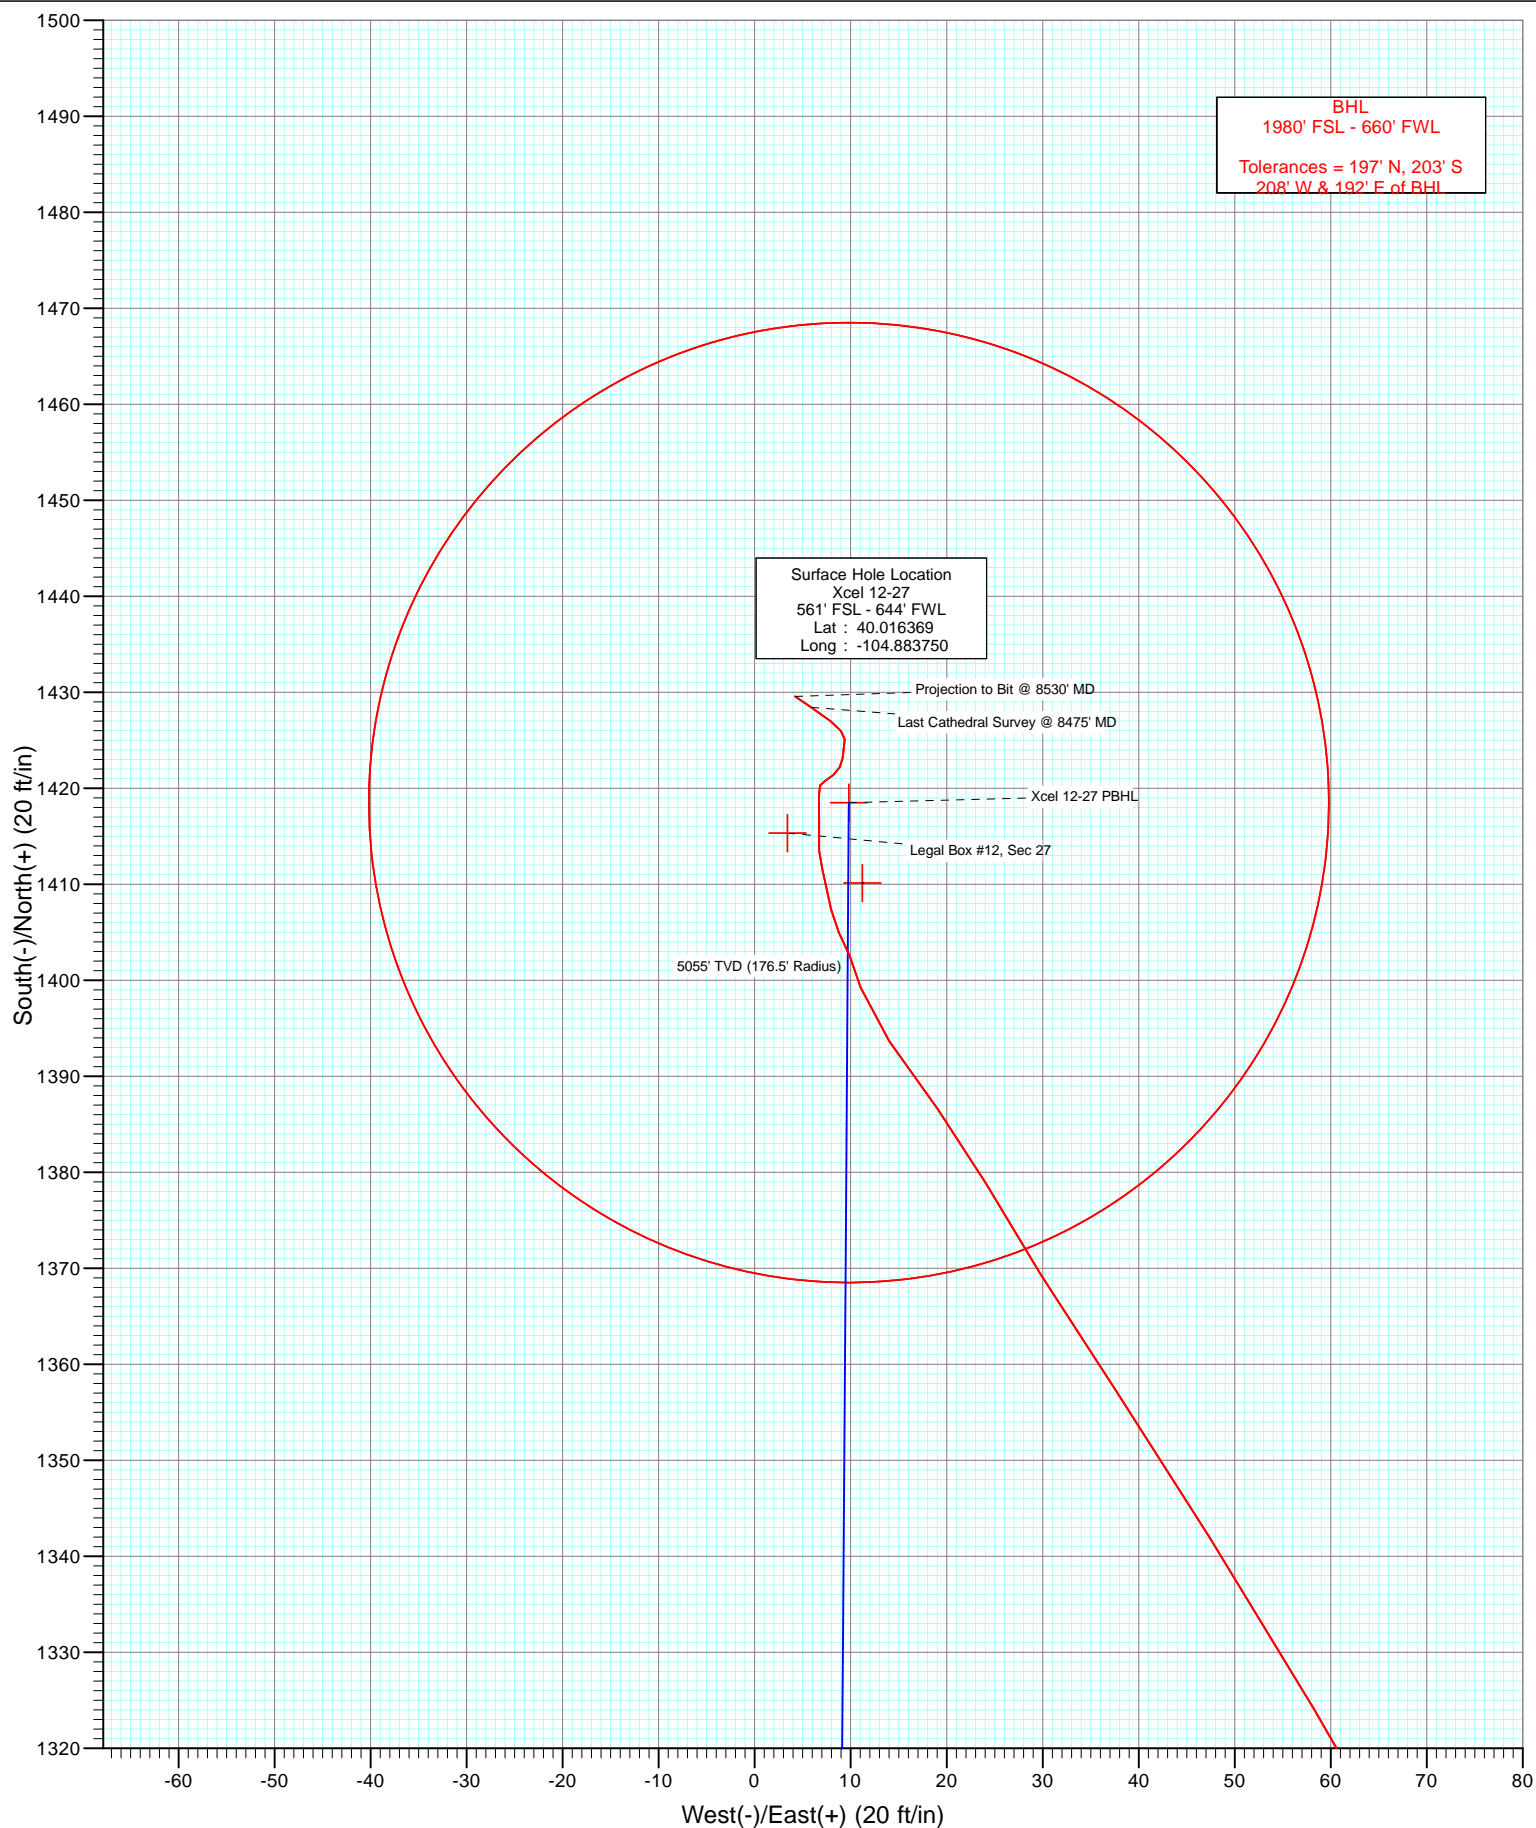 1500
1490
1480
1470
1460
1450
1440
1430
1420
1410
1400
1390
1380
1370
1360
1350
1340
1330
1320
South(-)/North(+) (20 ft/in)
BHL
1980' FSL - 660' FWL
Tolerances = 197' N, 203' S
208' W & 192' E of BHL
Surface Hole Location
Xcel 12-27
561' FSL - 644' FWL
Lat : 40.016369
Long : -104.883750
Projection to Bit @ 8530' MD
Last Cathedral Survey @ 8475' MD
Xcel 12-27 PBHL
Legal Box #12, Sec 27
5055' TVD (176.5' Radius)
-60 -50 -40 -30 -20 -10 0 10 20 30 40 50 60 70 80
West(-)/East(+) (20 ft/in)